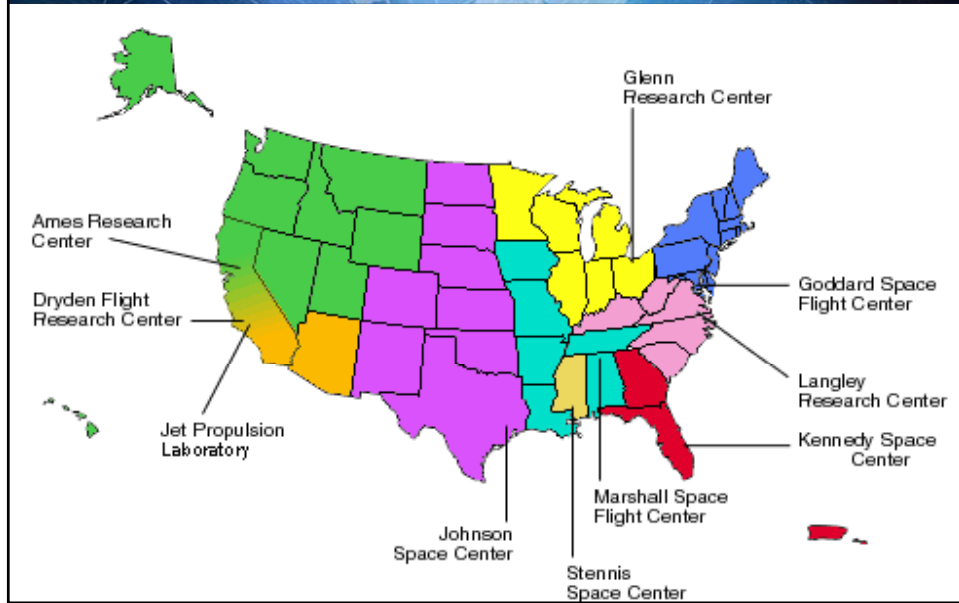 Glenn
Research Center
Ames Research
Center
Dryden Flight
Research Center
Goddard Space
Flight Center
Langley
Research Center
Jet Propulsion
Laboratory
Kennedy Space
Center
Marshall Space
Flight Center
Johnson
Space Center
Stennis
Space Center